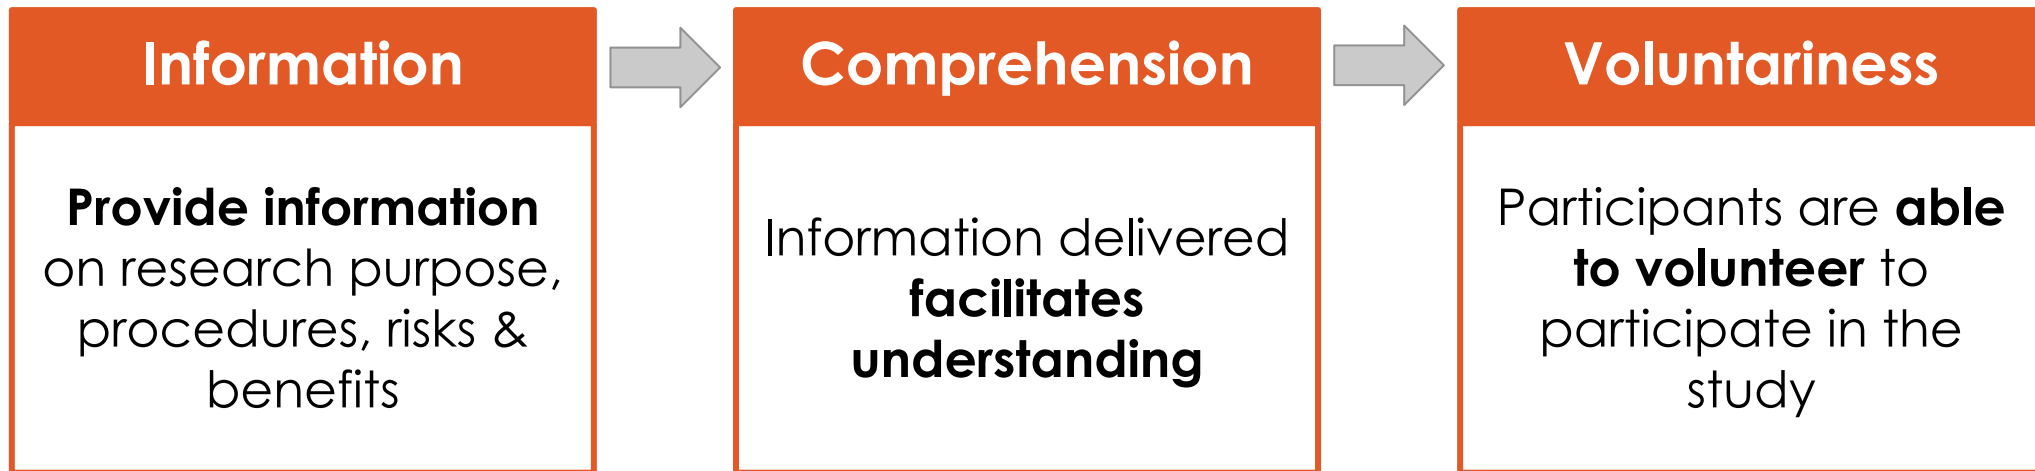 Information
Provide information
on research purpose,
procedures, risks &
benefits
Comprehension
Information delivered
facilitates
understanding
Voluntariness
Participants are able
to volunteer to
participate in the
study